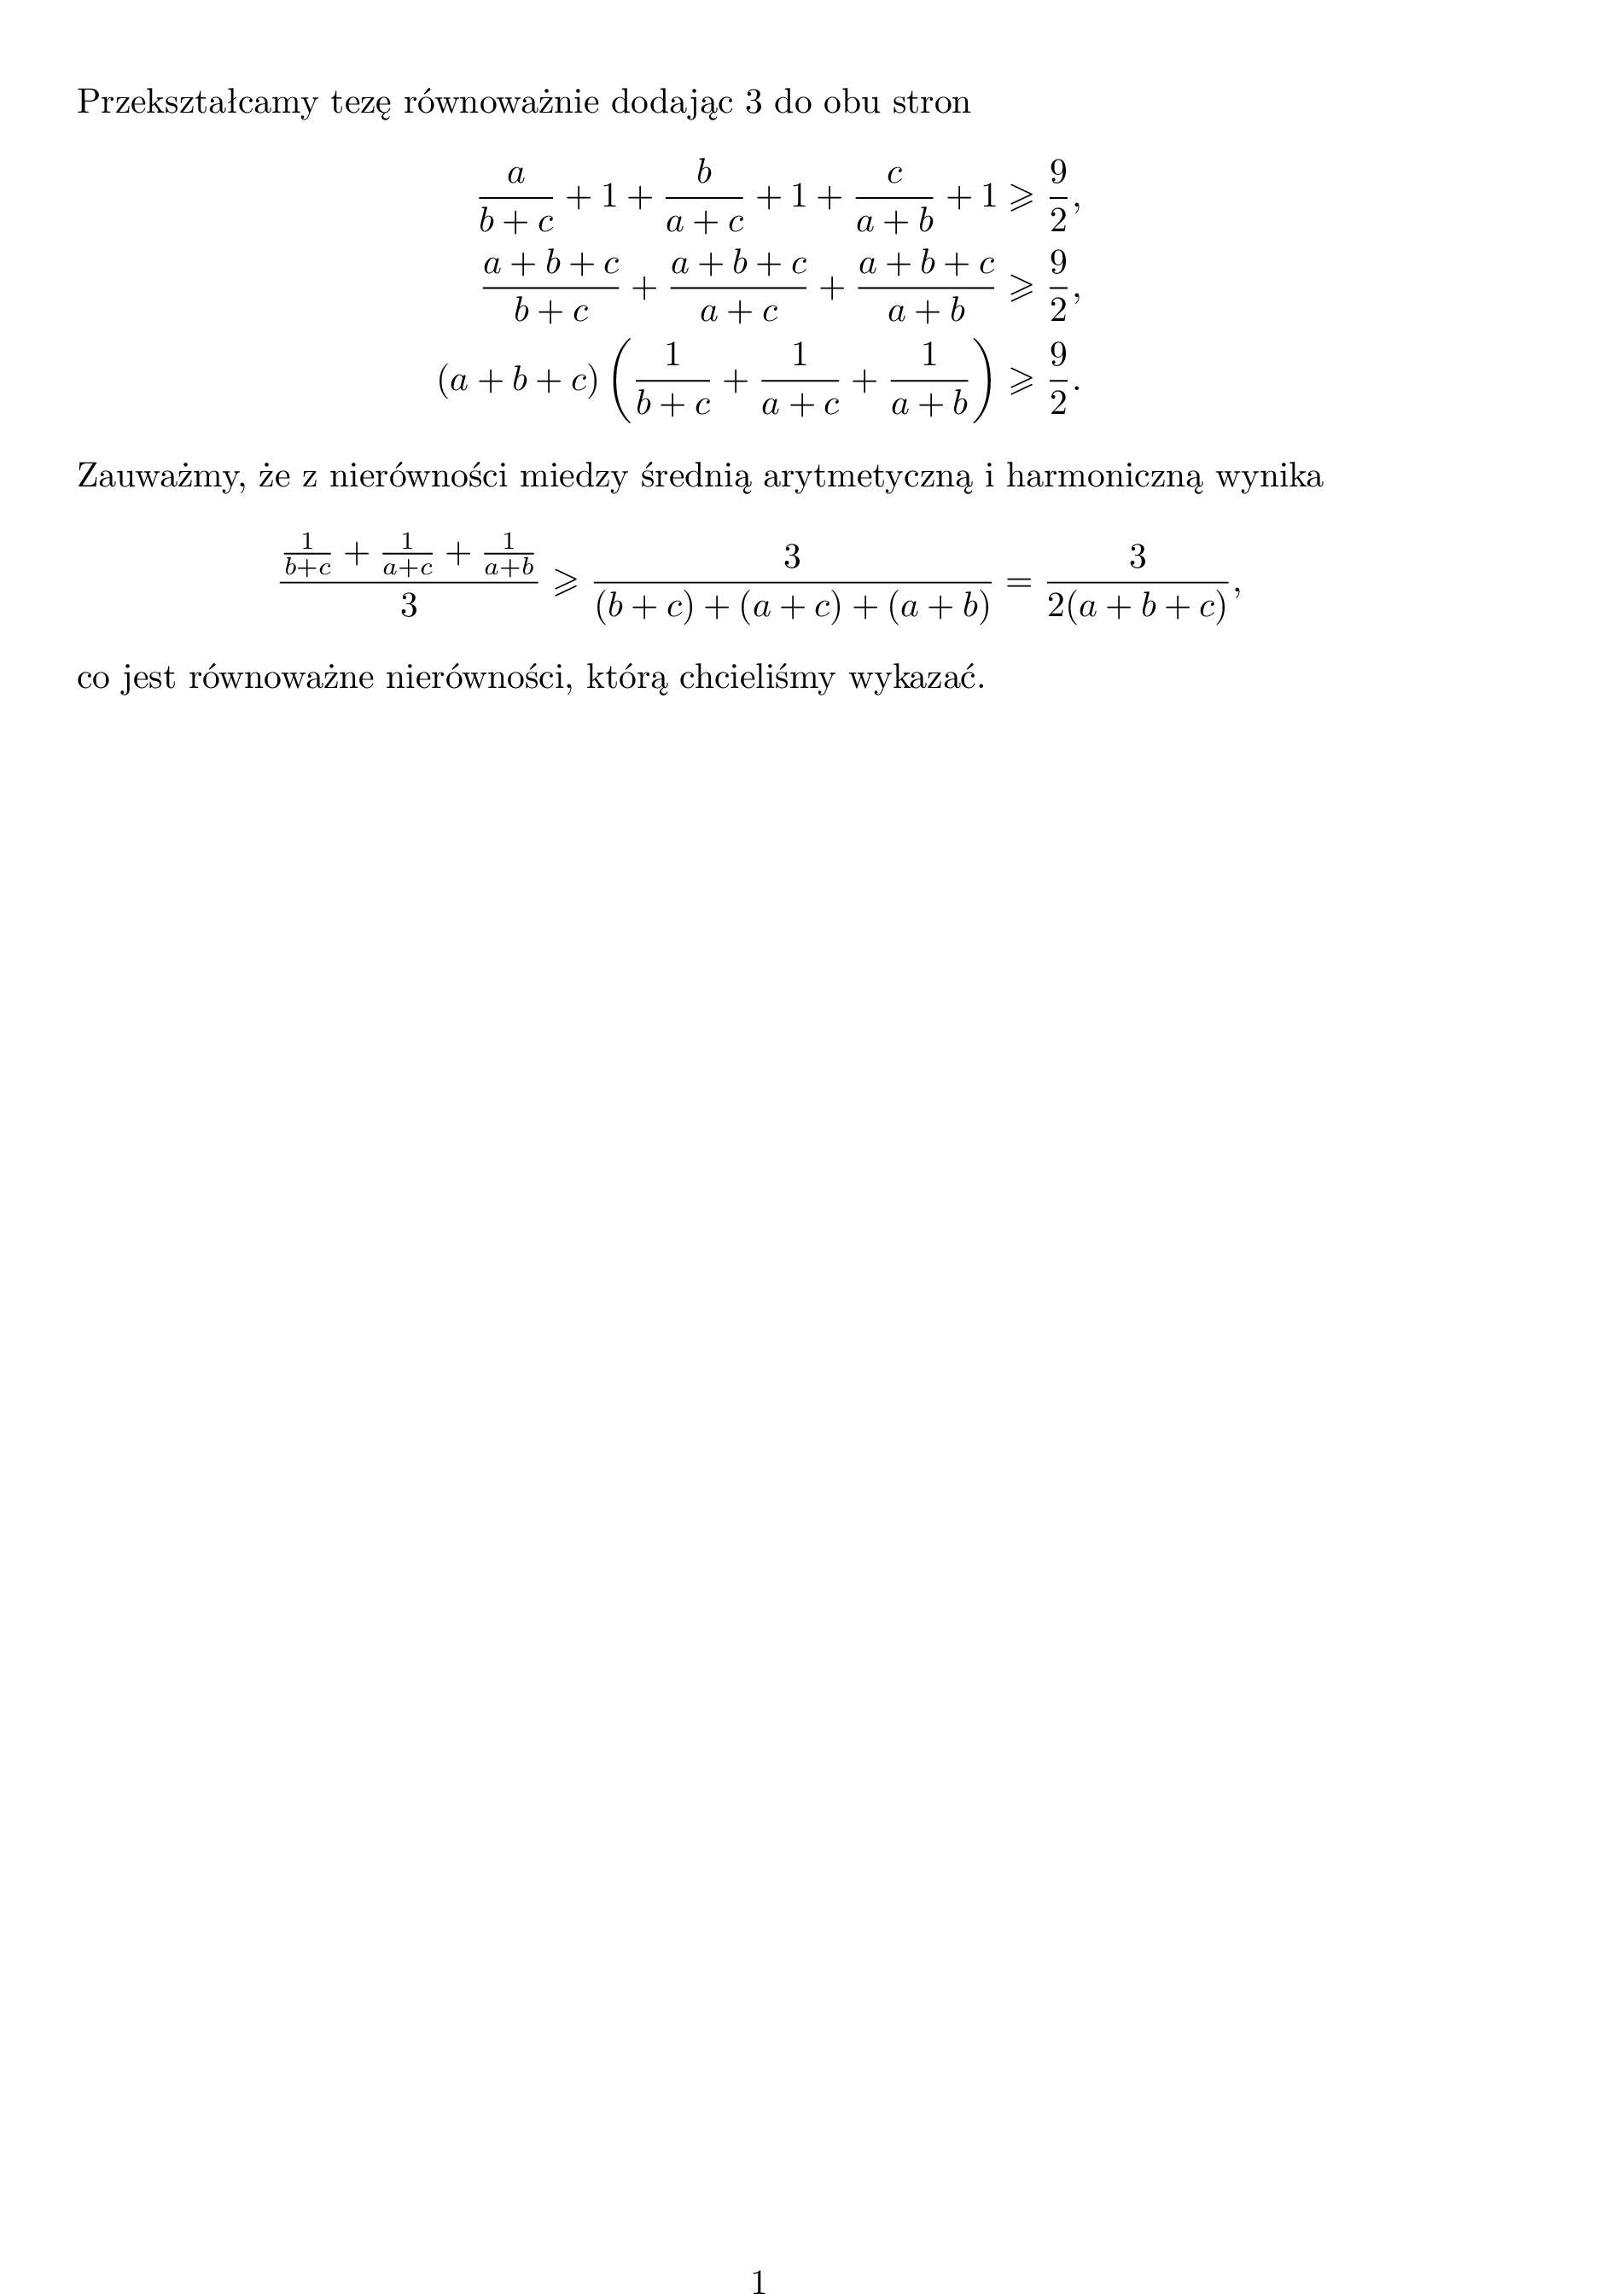 Przekształcamy tezę równoważnie dodając 3 do obu stron
\frac{a}{b+c} + 1 + \frac{b}{a+c} + 1 + \frac{c}{a+b} + 1 \geqslant \frac{9}{2},
\frac{a+b+c}{b+c} + \frac{a+b+c}{a+c} + \frac{a+b+c}{a+b} \geqslant \frac{9}{2},
(a+b+c) \left( \frac{1}{b+c} + \frac{1}{a+c} + \frac{1}{a+b} \right) \geqslant \frac{9}{2}.
Zauważmy, że z nierówności miedzy średnią arytmetyczną i harmoniczną wynika
\frac{\frac{1}{b+c} + \frac{1}{a+c} + \frac{1}{a+b}}{3} \geqslant \frac{3}{(b+c)+(a+c)+(a+b)} = \frac{3}{2(a+b+c)},
co jest równoważne nierówności, którą chcieliśmy wykazać.
1